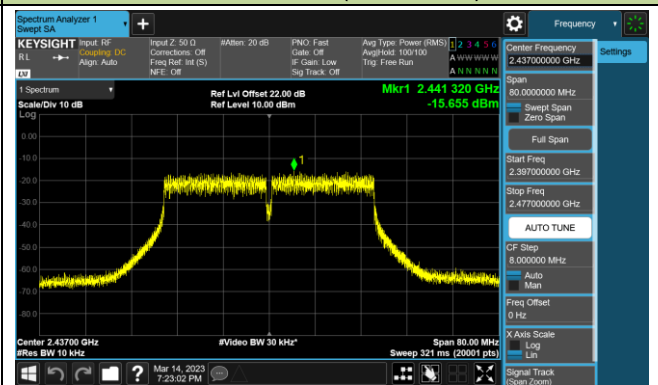 Spectrum Analyzer 1
Swept SA
Frequency
KEYSIGHT
Input: RF
Input Z: 50 Ω
#Atten: 20 dB
PNO: Fast
Avg Type: Power (RMS)
1 2 3 4 5 6
RL
Coupling: DC
Corrections: Off
Gate: Off
Avg|Hold: 100/100
A W W W W W
Align: Auto
Freq Ref: Int (S)
IF Gain: Low
Trig: Free Run
NFE: Off
Sig Track: Off
A N N N N N
LXI
1 Spectrum
Ref Lvl Offset 22.00 dB
Mkr1 2.441 320 GHz
Scale/Div 10 dB
Ref Level 10.00 dBm
-15.655 dBm
Log
0.00
-10.0
1
-20.0
-30.0
-40.0
-50.0
-60.0
-70.0
-80.0
Center 2.43700 GHz
#Video BW 30 kHz*
Span 80.00 MHz
#Res BW 10 kHz
Sweep 321 ms (20001 pts)
Mar 14, 2023
7:23:02 PM
Center Frequency
2.437000000 GHz
Settings
Span
80.0000000 MHz
Swept Span
Zero Span
Full Span
Start Freq
2.397000000 GHz
Stop Freq
2.477000000 GHz
AUTO TUNE
CF Step
8.000000 MHz
Auto
Man
Freq Offset
0 Hz
X Axis Scale
Log
Lin
Signal Track
(Span Zoom)